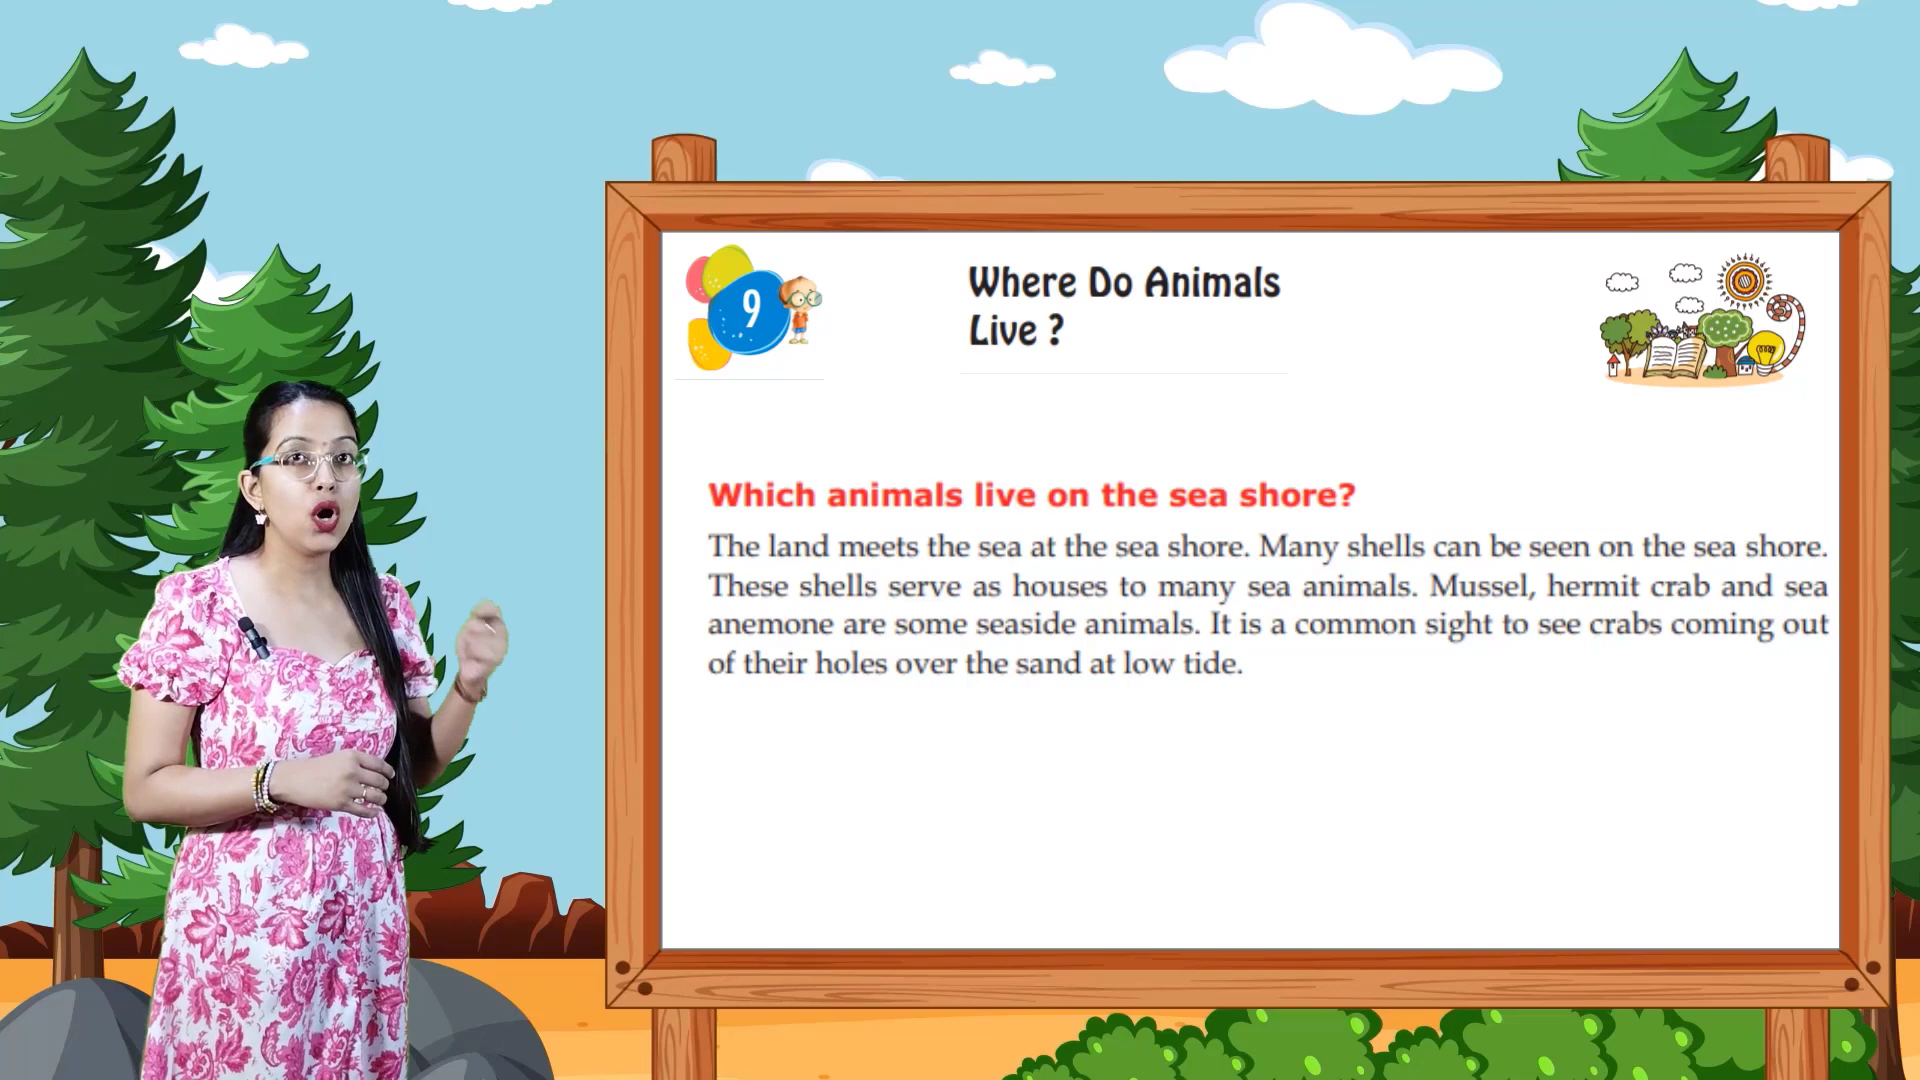 9
Where Do Animals
Live ?
Which animals live on the sea shore?
The land meets the sea at the sea shore. Many shells can be seen on the sea shore.
These shells serve as houses to many sea animals. Mussel, hermit crab and sea
anemone are some seaside animals. It is a common sight to see crabs coming out
of their holes over the sand at low tide.